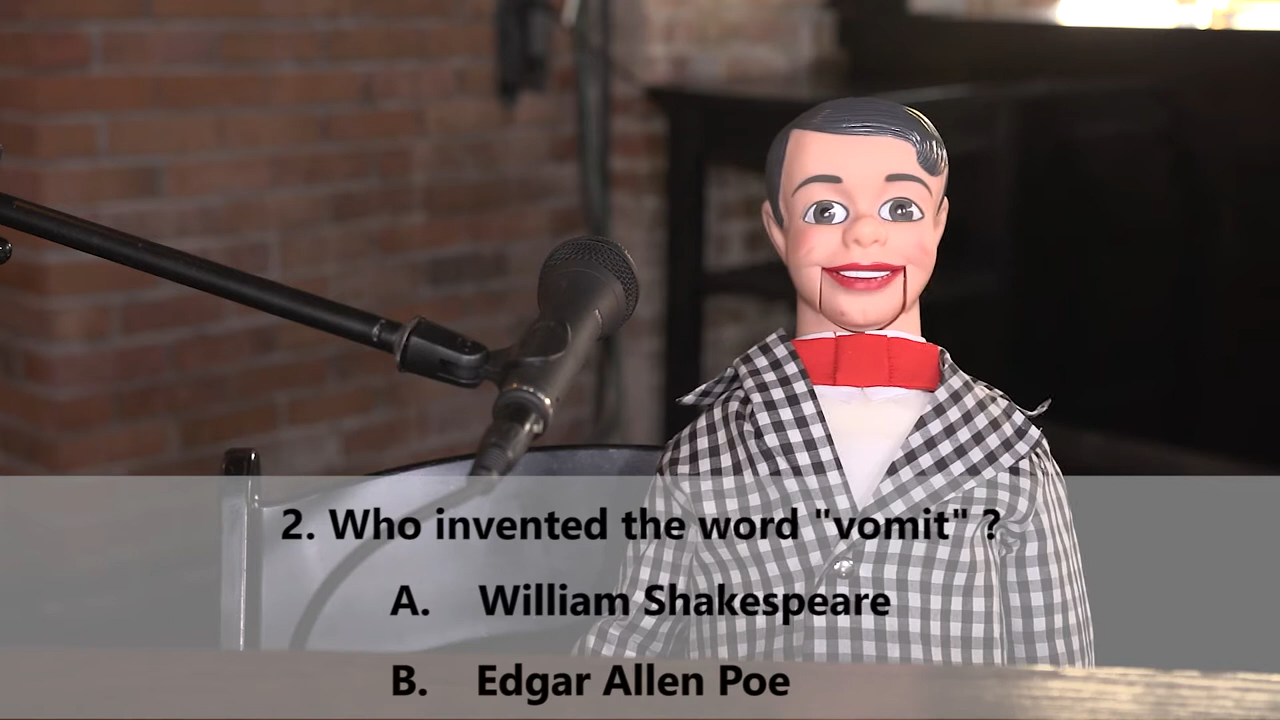 2. Who invented the word "vomit" ?
A. William Shakespeare
B. Edgar Allen Poe